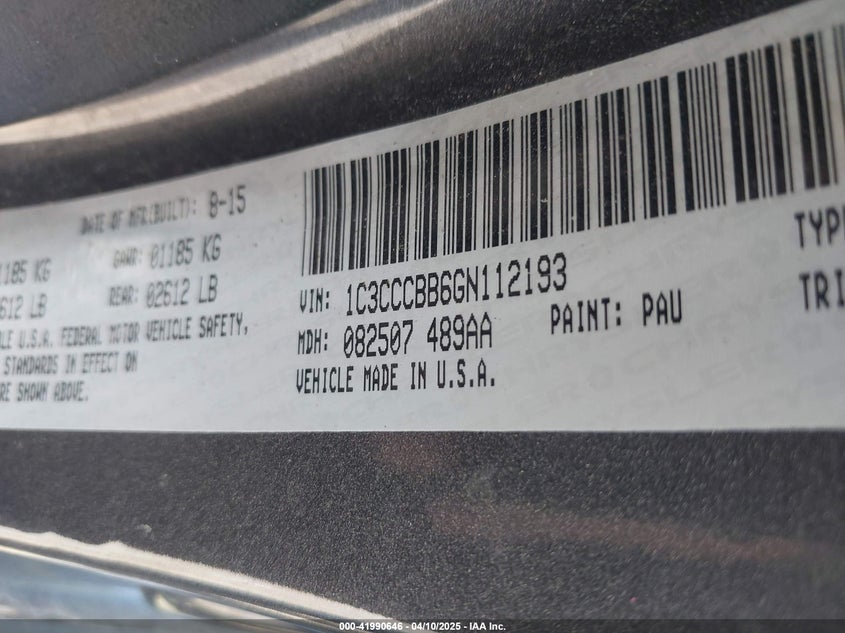 DATE OF MFR(BUILT): 8-15
1185 KG GAWR: 01185 KG
612 LB REAR: 02612 LB
LE U.S.A. FEDERAL MOTOR VEHICLE SAFETY,
STANDARDS IN EFFECT ON
RE SHOWN ABOVE.
VIN: 1C3CCCBB6GN112193
MDH: 082507 489AA
PAINT: PAU
VEHICLE MADE IN U.S.A.
TYP
TRI
000-41990646 - 04/10/2025 - IAA Inc.